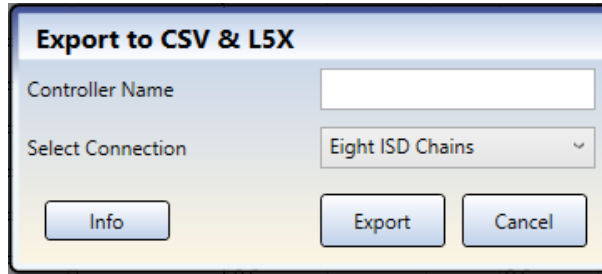 Export to CSV & L5X
Controller Name
Select Connection
Eight ISD Chains
Info
Export
Cancel